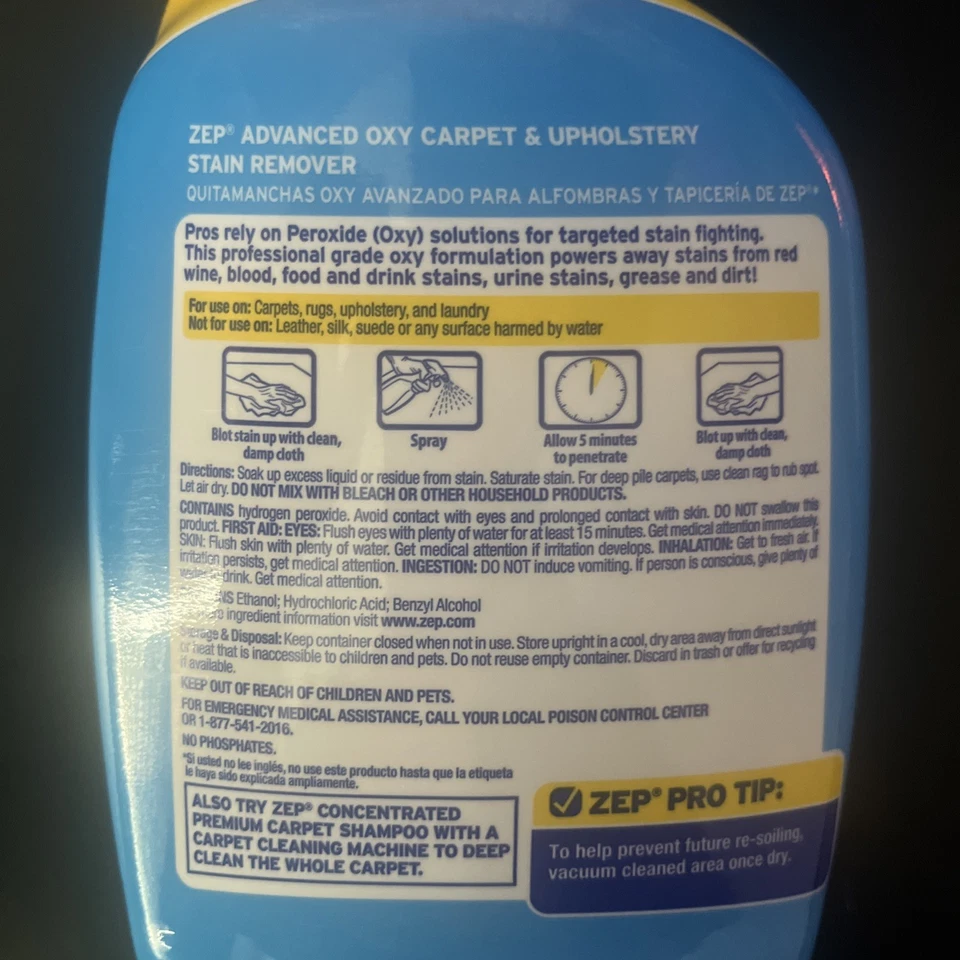 ZEP® ADVANCED OXY CARPET & UPHOLSTERY
STAIN REMOVER
QUITAMANCHAS OXY AVANZADO PARA ALFOMBRAS Y TAPICERÍA DE ZEP®*
Pros rely on Peroxide (Oxy) solutions for targeted stain fighting.
This professional grade oxy formulation powers away stains from red
wine, blood, food and drink stains, urine stains, grease and dirt!
For use on: Carpets, rugs, upholstery, and laundry
Not for use on: Leather, silk, suede or any surface harmed by water
Blot stain up with clean,
damp cloth
Spray
Allow 5 minutes
to penetrate
Blot up with clean,
damp cloth
Directions: Soak up excess liquid or residue from stain. Saturate stain. For deep pile carpets, use clean rag to rub spot.
Let air dry. DO NOT MIX WITH BLEACH OR OTHER HOUSEHOLD PRODUCTS.
CONTAINS hydrogen peroxide. Avoid contact with eyes and prolonged contact with skin. DO NOT swallow this
product. FIRST AID: EYES: Flush eyes with plenty of water for at least 15 minutes. Get medical attention immediately.
SKIN: Flush skin with plenty of water. Get medical attention if irritation develops. INHALATION: Get to fresh air. If
irritation persists, get medical attention. INGESTION: DO NOT induce vomiting. If person is conscious, give plenty of
drink. Get medical attention.
Ethanol; Hydrochloric Acid; Benzyl Alcohol
ingredient information visit www.zep.com
Storage & Disposal: Keep container closed when not in use. Store upright in a cool, dry area away from direct sunlight
or heat that is inaccessible to children and pets. Do not reuse empty container. Discard in trash or offer for recycling
if available.
KEEP OUT OF REACH OF CHILDREN AND PETS.
FOR EMERGENCY MEDICAL ASSISTANCE, CALL YOUR LOCAL POISON CONTROL CENTER
OR 1-877-541-2016.
NO PHOSPHATES.
*Si usted no lee inglés, no use este producto hasta que la etiqueta
le haya sido explicada ampliamente.
ALSO TRY ZEP® CONCENTRATED
PREMIUM CARPET SHAMPOO WITH A
CARPET CLEANING MACHINE TO DEEP
CLEAN THE WHOLE CARPET.
ZEP® PRO TIP:
To help prevent future re-soiling,
vacuum cleaned area once dry.